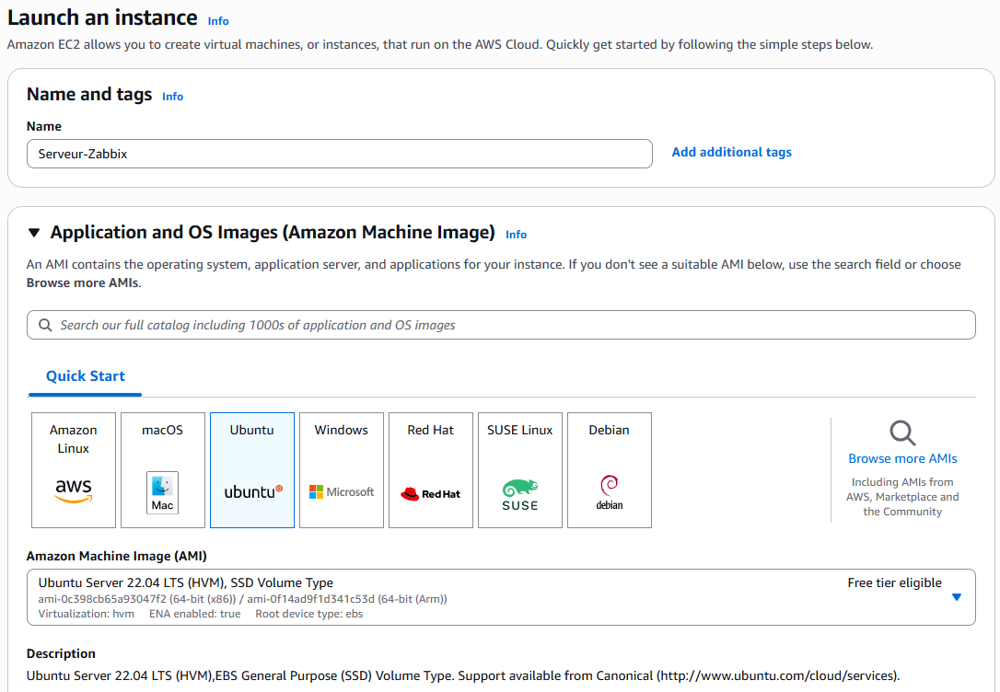 Launch an instance Info
Amazon EC2 allows you to create virtual machines, or instances, that run on the AWS Cloud. Quickly get started by following the simple steps below.
Name and tags Info
Name
Serveur-Zabbix
Add additional tags
Application and OS Images (Amazon Machine Image) Info
An AMI contains the operating system, application server, and applications for your instance. If you don't see a suitable AMI below, use the search field or choose
Browse more AMIs.
Search our full catalog including 1000s of application and OS images
Quick Start
Amazon
Linux
aws
macOS
Mac
Ubuntu
ubuntu
Windows
Microsoft
Red Hat
Red Hat
SUSE Linux
SUSE
Debian
debian
Browse more AMIs
Including AMIs from
AWS, Marketplace and
the Community
Amazon Machine Image (AMI)
Ubuntu Server 22.04 LTS (HVM), SSD Volume Type
Free tier eligible
ami-0c398cb65a93047f2 (64-bit (x86)) / ami-0f14ad9f1d341c53d (64-bit (Arm))
Virtualization: hvm ENA enabled: true Root device type: ebs
Description
Ubuntu Server 22.04 LTS (HVM),EBS General Purpose (SSD) Volume Type. Support available from Canonical (http://www.ubuntu.com/cloud/services).